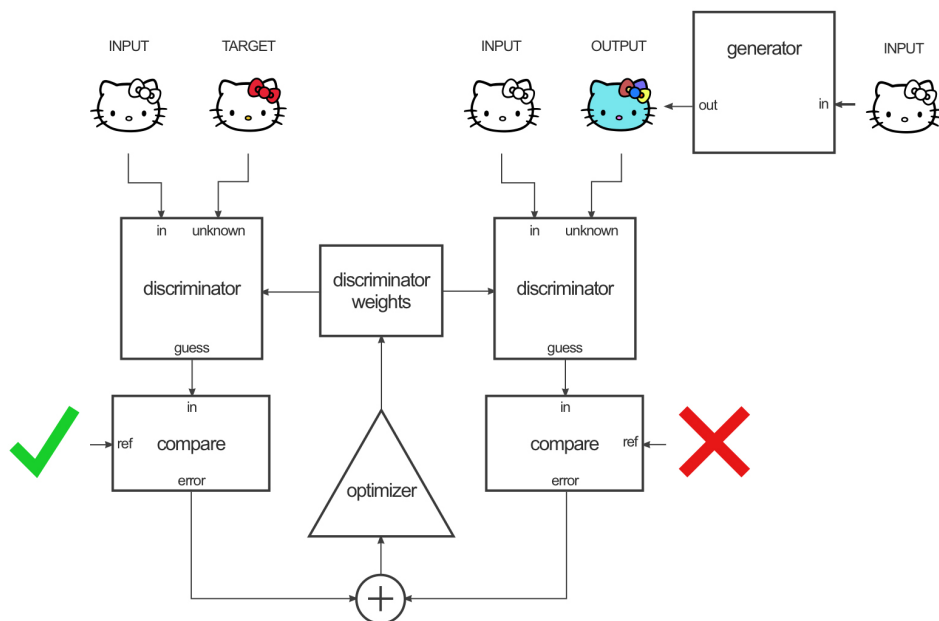 INPUT
TARGET
INPUT
OUTPUT
generator
INPUT
out
in
in
unknown
in
unknown
discriminator
discriminator
weights
discriminator
guess
guess
in
in
ref
compare
compare
ref
error
optimizer
error